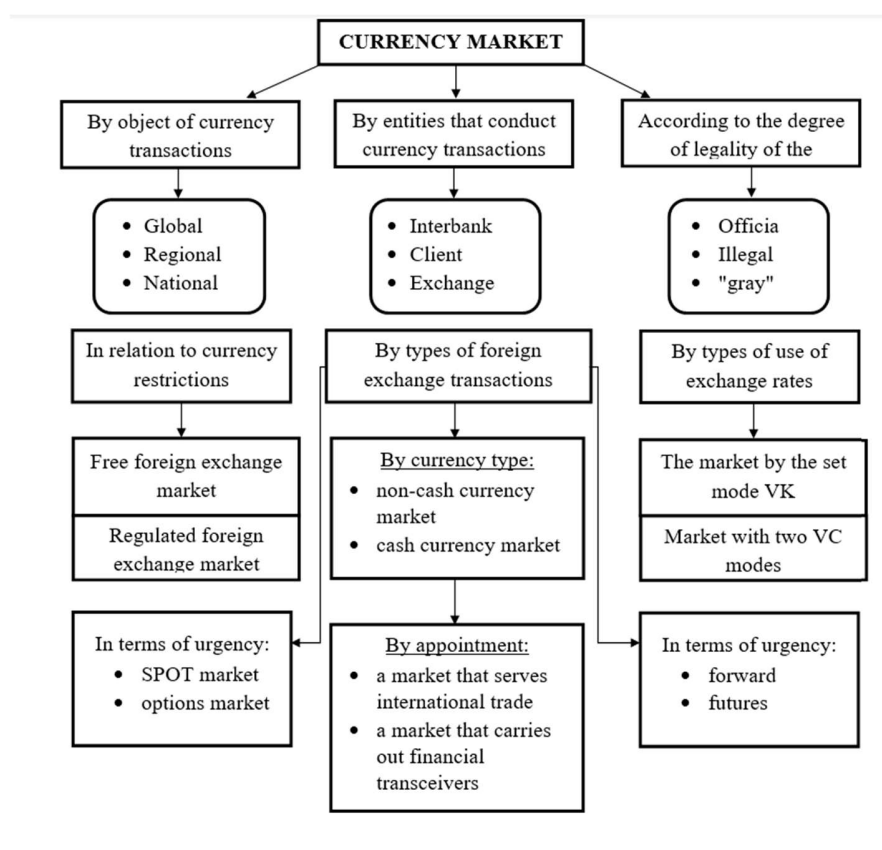 CURRENCY MARKET
By object of currency
transactions
By entities that conduct
currency transactions
According to the degree
of legality of the
• Global
• Regional
• National
• Interbank
• Client
• Exchange
• Officia
• Illegal
• "gray"
In relation to currency
restrictions
By types of foreign
exchange transactions
By types of use of
exchange rates
Free foreign exchange
market
Regulated foreign
exchange market
By currency type:
• non-cash currency
market
• cash currency market
The market by the set
mode VK
Market with two VC
modes
In terms of urgency:
• SPOT market
• options market
By appointment:
• a market that serves
international trade
• a market that carries
out financial
transceivers
In terms of urgency:
• forward
• futures